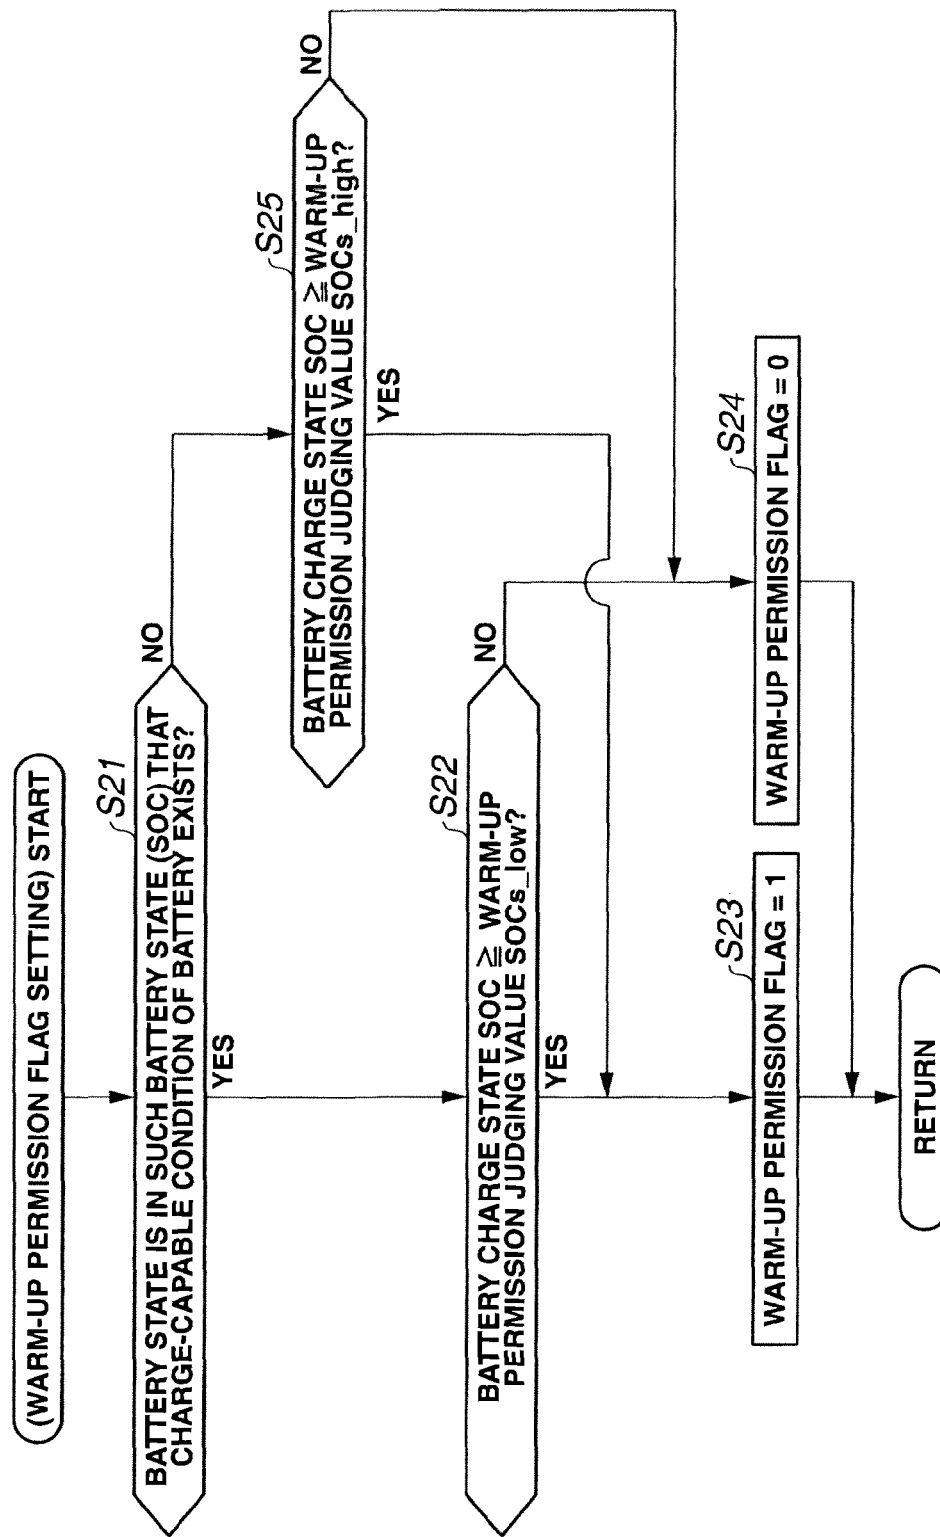 (WARM-UP PERMISSION FLAG SETTING) START
S21
BATTERY STATE IS IN SUCH BATTERY STATE (SOC) THAT
CHARGE-CAPABLE CONDITION OF BATTERY EXISTS?
NO
YES
S25
BATTERY CHARGE STATE SOC ≧ WARM-UP
PERMISSION JUDGING VALUE SOCs_high?
NO
YES
S22
BATTERY CHARGE STATE SOC ≧ WARM-UP
PERMISSION JUDGING VALUE SOCs_low?
NO
YES
S23
WARM-UP PERMISSION FLAG = 1
S24
WARM-UP PERMISSION FLAG = 0
RETURN